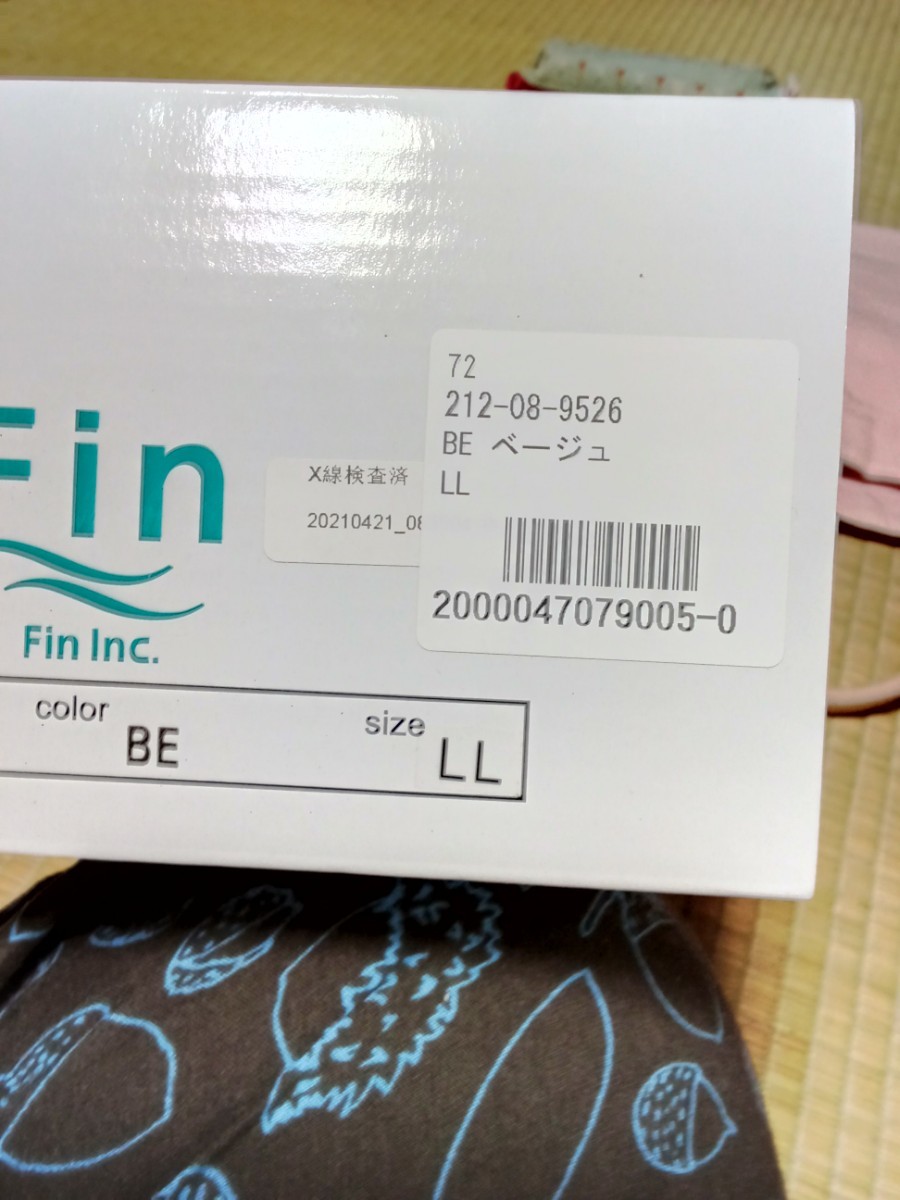 Fin
Fin Inc.
color
BE
size
LL
X線検査済
20210421_08
72
212-08-9526
BE ベージュ
LL
2000047079005-0